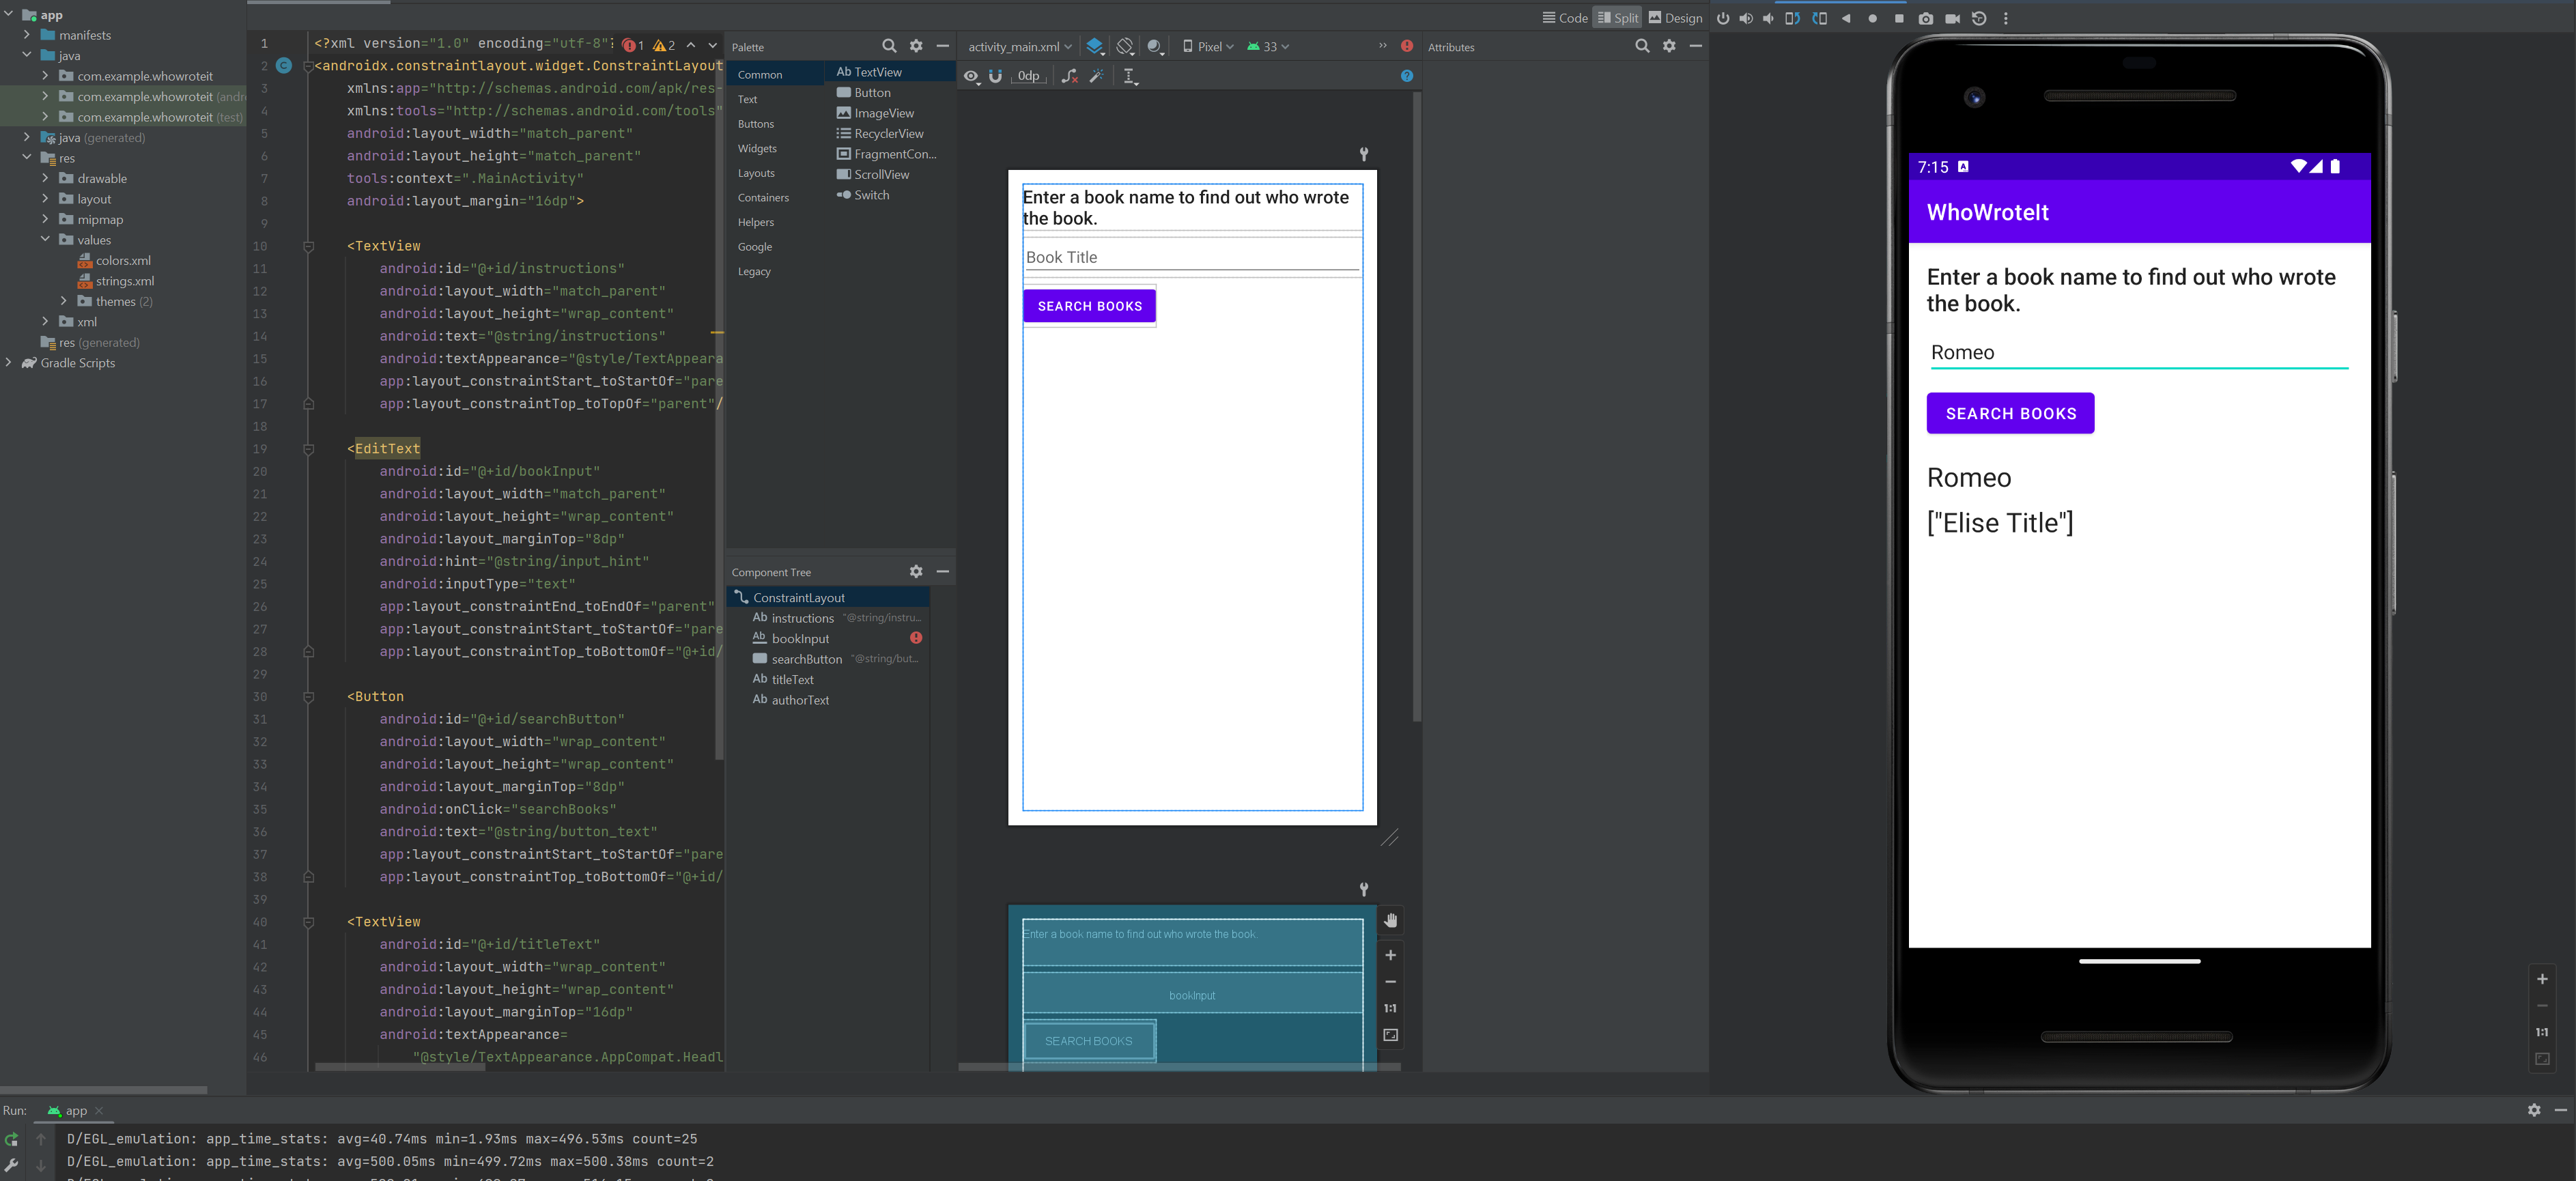 app
manifests
java
com.example.whowroteit
com.example.whowroteit (andr
com.example.whowroteit (test)
java (generated)
res
drawable
layout
mipmap
values
colors.xml
strings.xml
themes (2)
xml
res (generated)
Gradle Scripts
Code Split Design
1 <?xml version="1.0" encoding="utf-8"? 1 2
2 C <androidx.constraintlayout.widget.ConstraintLayout
3 xmlns:app="http://schemas.android.com/apk/res-
4 xmlns:tools="http://schemas.android.com/tools"
5 android:layout_width="match_parent"
6 android:layout_height="match_parent"
7 tools:context=".MainActivity"
8 android:layout_margin="16dp">
9
10 <TextView
11 android:id="@+id/instructions"
12 android:layout_width="match_parent"
13 android:layout_height="wrap_content"
14 android:text="@string/instructions"
15 android:textAppearance="@style/TextAppeara
16 app:layout_constraintStart_toStartOf="pare
17 app:layout_constraintTop_toTopOf="parent"/
18
19 <EditText
20 android:id="@+id/bookInput"
21 android:layout_width="match_parent"
22 android:layout_height="wrap_content"
23 android:layout_marginTop="8dp"
24 android:hint="@string/input_hint"
25 android:inputType="text"
26 app:layout_constraintEnd_toEndOf="parent"
27 app:layout_constraintStart_toStartOf="pare
28 app:layout_constraintTop_toBottomOf="@+id/
29
30 <Button
31 android:id="@+id/searchButton"
32 android:layout_width="wrap_content"
33 android:layout_height="wrap_content"
34 android:layout_marginTop="8dp"
35 android:onClick="searchBooks"
36 android:text="@string/button_text"
37 app:layout_constraintStart_toStartOf="pare
38 app:layout_constraintTop_toBottomOf="@+id/
39
40 <TextView
41 android:id="@+id/titleText"
42 android:layout_width="wrap_content"
43 android:layout_height="wrap_content"
44 android:layout_marginTop="16dp"
45 android:textAppearance=
46 "@style/TextAppearance.AppCompat.Headl
Palette
Common
Text
Buttons
Widgets
Layouts
Containers
Helpers
Google
Legacy
Ab TextView
Button
ImageView
RecyclerView
FragmentCon...
ScrollView
Switch
Component Tree
ConstraintLayout
Ab instructions "@string/instru...
Ab bookInput
searchButton "@string/but...
Ab titleText
Ab authorText
activity_main.xml Pixel 33 »
0dp ?
Enter a book name to find out who wrote
the book.
Book Title
SEARCH BOOKS
Enter a book name to find out who wrote the book.
bookInput
SEARCH BOOKS
1:1
Attributes
7:15 A
WhoWroteIt
Enter a book name to find out who wrote
the book.
Romeo
SEARCH BOOKS
Romeo
["Elise Title"]
1:1
Run: app
D/EGL_emulation: app_time_stats: avg=40.74ms min=1.93ms max=496.53ms count=25
D/EGL_emulation: app_time_stats: avg=500.05ms min=499.72ms max=500.38ms count=2